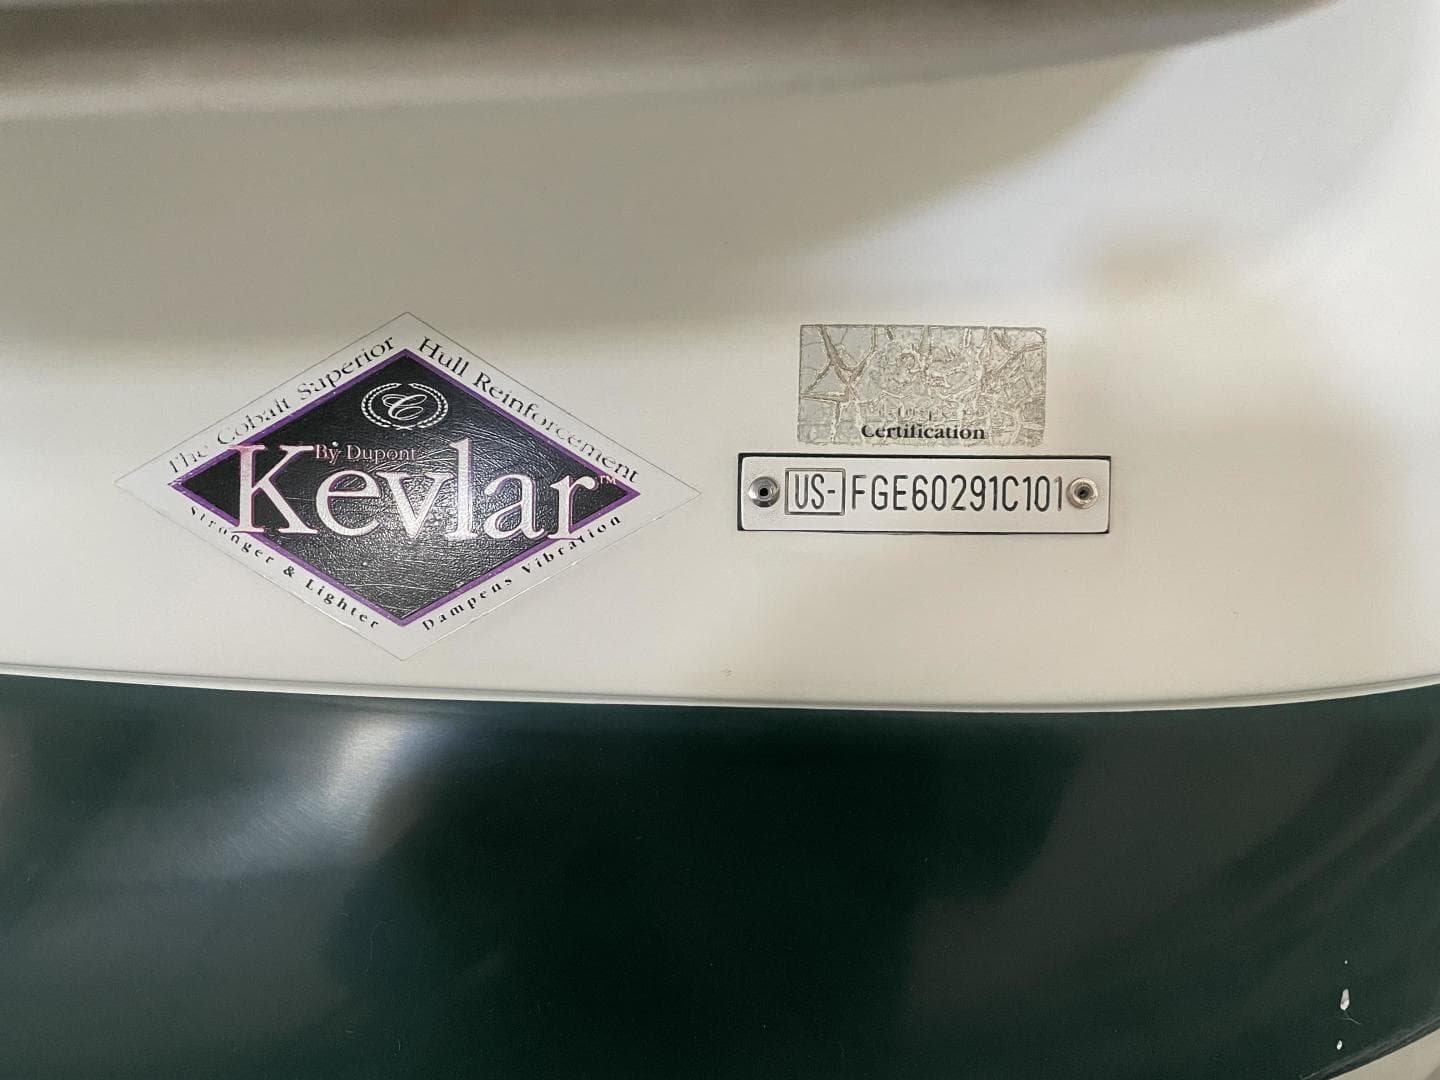 The Cobalt Superior Hull Reinforcement
C
By Dupont
Kevlar™
Stronger & Lighter Dampens Vibration
Certification
US-FGE60291C101